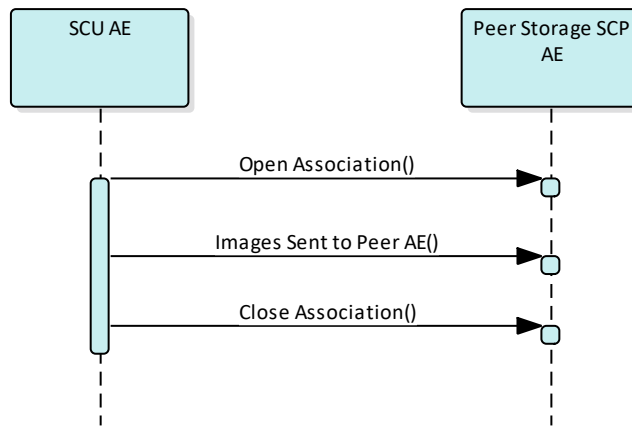 SCU AE
Peer Storage SCP
AE
Open Association()
Images Sent to Peer AE()
Close Association()